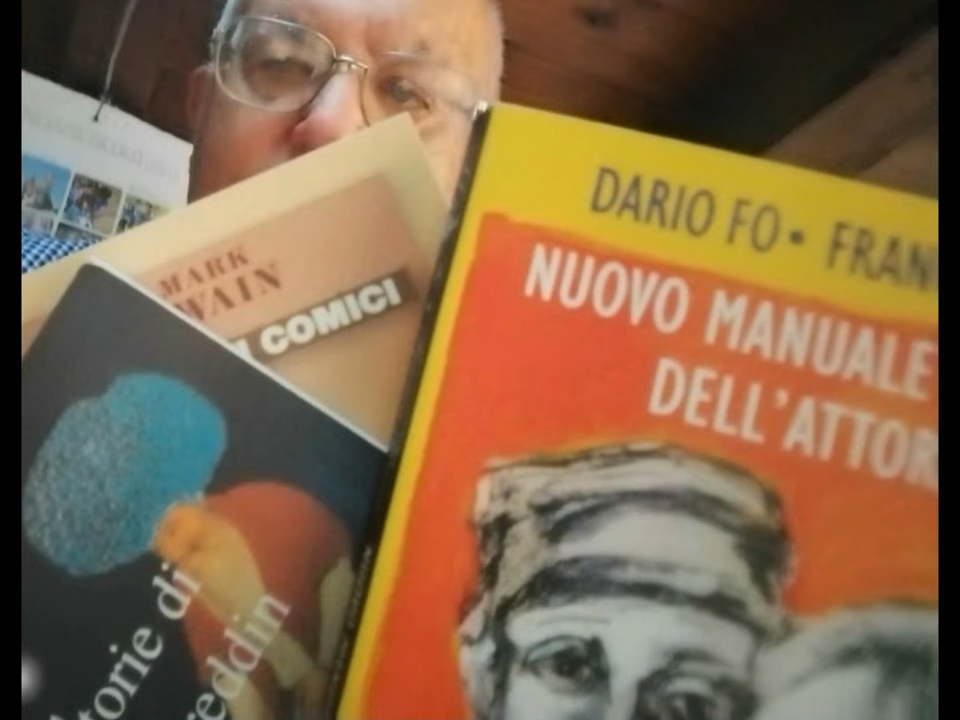 MARK
WAIN
COMICI
DARIO FO • FRAN
NUOVO MANUALE
DELL'ATTOR
torie di
eddin